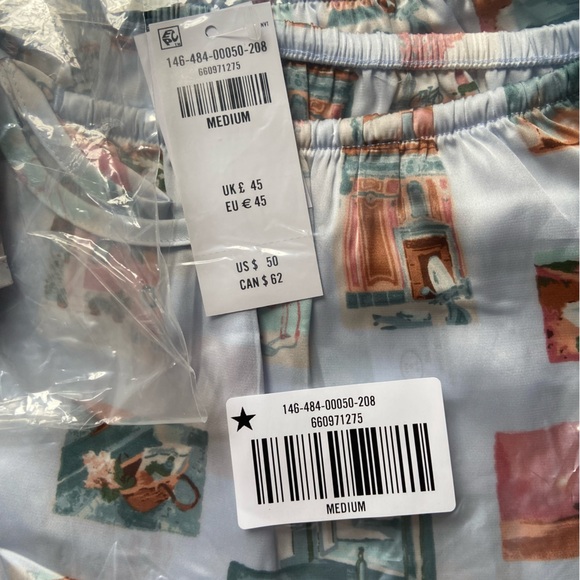 146-484-00050-208
660971275
MEDIUM
UK £ 45
EU € 45
US $ 50
CAN $ 62
146-484-00050-208
660971275
MEDIUM